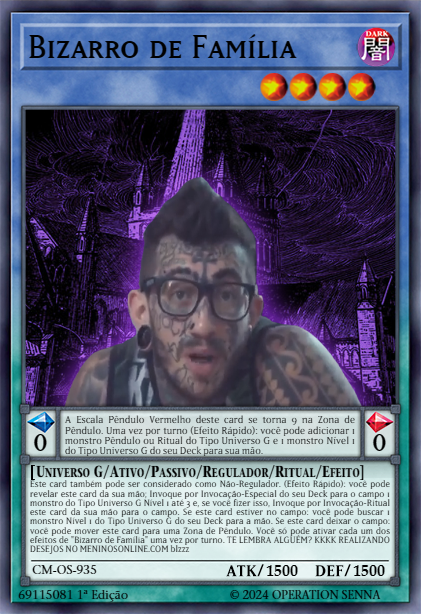 Bizarro de Família
DARK
闇
A Escala Pêndulo Vermelho deste card se torna 9 na Zona de
Pêndulo. Uma vez por turno (Efeito Rápido): você pode adicionar 1
monstro Pêndulo ou Ritual do Tipo Universo G e 1 monstro Nível 1
do Tipo Universo G do seu Deck para sua mão.
0
0
[Universo G/Ativo/Passivo/Regulador/Ritual/Efeito]
Este card também pode ser considerado como Não-Regulador. (Efeito Rápido): você pode
revelar este card da sua mão; Invoque por Invocação-Especial do seu Deck para o campo 1
monstro do Tipo Universo G Nível 1 até 3 e, se você fizer isso, Invoque por Invocação-Ritual
este card da sua mão para o campo. Se este card estiver no campo: você pode buscar 1
monstro Nível 1 do Tipo Universo G do seu Deck para a mão. Se este card deixar o campo:
você pode mover este card para uma Zona de Pêndulo. Você só pode ativar cada um dos
efeitos de "Bizarro de Família" uma vez por turno. TE LEMBRA ALGUÉM? KKKK REALIZANDO
DESEJOS NO MENINOSONLINE.COM blzzz
CM-OS-935
ATK/1500 DEF/1500
69115081 1ª Edição
© 2024 OPERATION SENNA